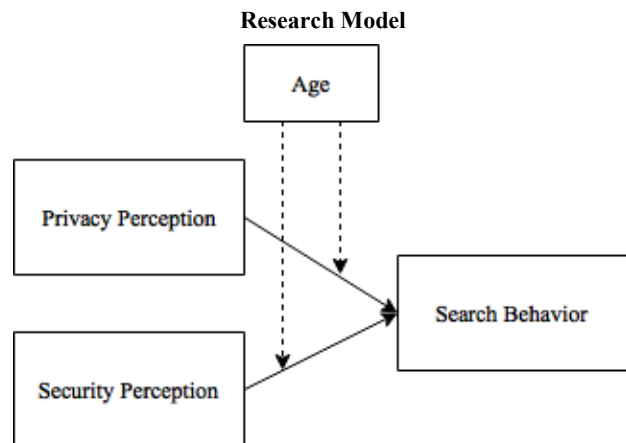 Research Model
Age
Privacy Perception
Search Behavior
Security Perception